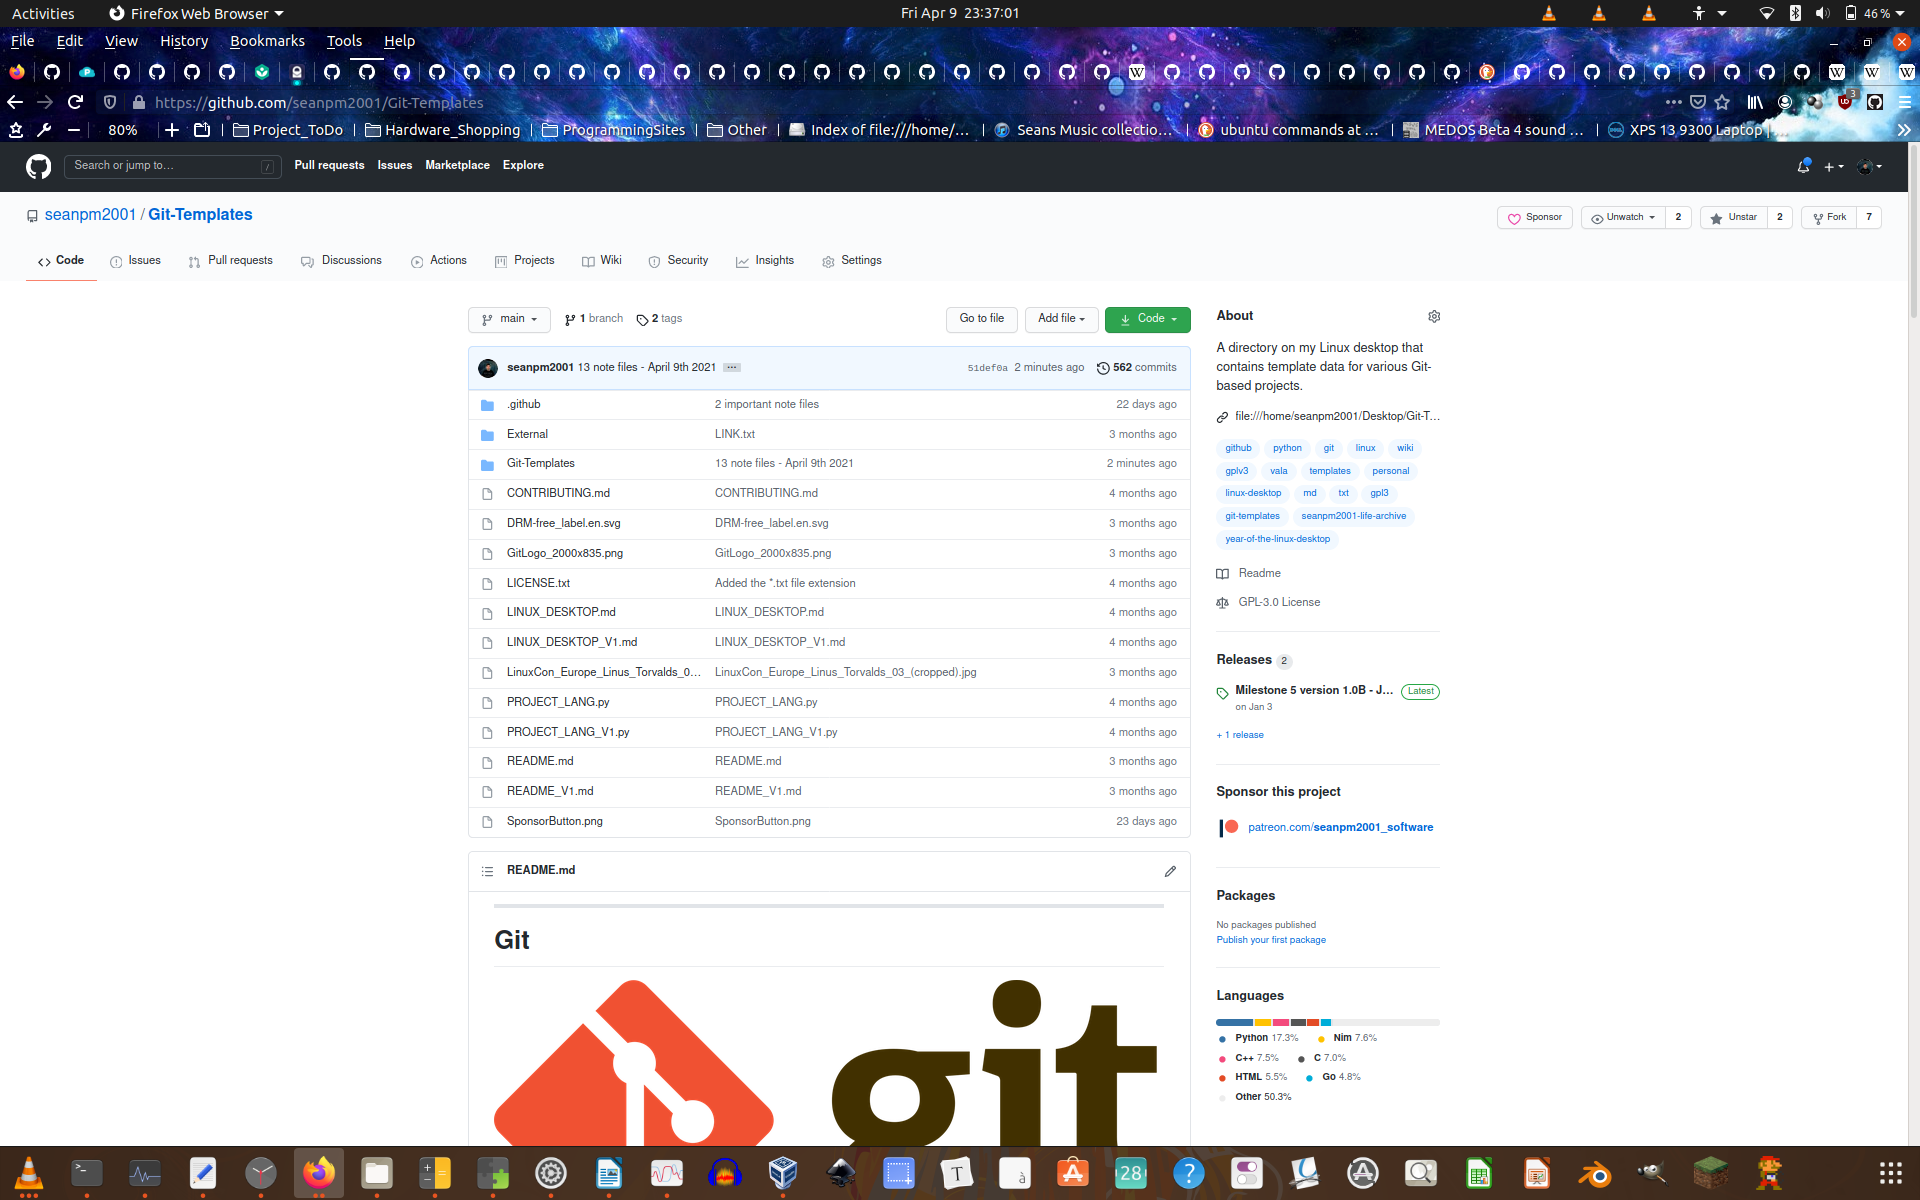 Activities Firefox Web Browser Fri Apr 9 23:37:01 46 %
File Edit View History Bookmarks Tools Help
https://github.com/seanpm2001/Git-Templates 3
80% Project_ToDo Hardware_Shopping ProgrammingSites Other Index of file:///home/... Seans Music collectio... ubuntu commands at ... MEDOS Beta 4 sound ... XPS 13 9300 Laptop | ...
Search or jump to... / Pull requests Issues Marketplace Explore
seanpm2001 / Git-Templates Sponsor Unwatch 2 Unstar 2 Fork 7
Code Issues Pull requests Discussions Actions Projects Wiki Security Insights Settings
main 1 branch 2 tags Go to file Add file Code
seanpm2001 13 note files - April 9th 2021 ... 51def0a 2 minutes ago 562 commits
.github 2 important note files 22 days ago
External LINK.txt 3 months ago
Git-Templates 13 note files - April 9th 2021 2 minutes ago
CONTRIBUTING.md CONTRIBUTING.md 4 months ago
DRM-free_label.en.svg DRM-free_label.en.svg 3 months ago
GitLogo_2000x835.png GitLogo_2000x835.png 3 months ago
LICENSE.txt Added the *.txt file extension 4 months ago
LINUX_DESKTOP.md LINUX_DESKTOP.md 4 months ago
LINUX_DESKTOP_V1.md LINUX_DESKTOP_V1.md 4 months ago
LinuxCon_Europe_Linus_Torvalds_0... LinuxCon_Europe_Linus_Torvalds_03_(cropped).jpg 3 months ago
PROJECT_LANG.py PROJECT_LANG.py 4 months ago
PROJECT_LANG_V1.py PROJECT_LANG_V1.py 4 months ago
README.md README.md 3 months ago
README_V1.md README_V1.md 3 months ago
SponsorButton.png SponsorButton.png 23 days ago
README.md
Git
git
About
A directory on my Linux desktop that
contains template data for various Git-
based projects.
file:///home/seanpm2001/Desktop/Git-T...
github python git linux wiki
gplv3 vala templates personal
linux-desktop md txt gpl3
git-templates seanpm2001-life-archive
year-of-the-linux-desktop
Readme
GPL-3.0 License
Releases 2
Milestone 5 version 1.0B - J... Latest
on Jan 3
+ 1 release
Sponsor this project
patreon.com/seanpm2001_software
Packages
No packages published
Publish your first package
Languages
Python 17.3% Nim 7.6%
C++ 7.5% C 7.0%
HTML 5.5% Go 4.8%
Other 50.3%